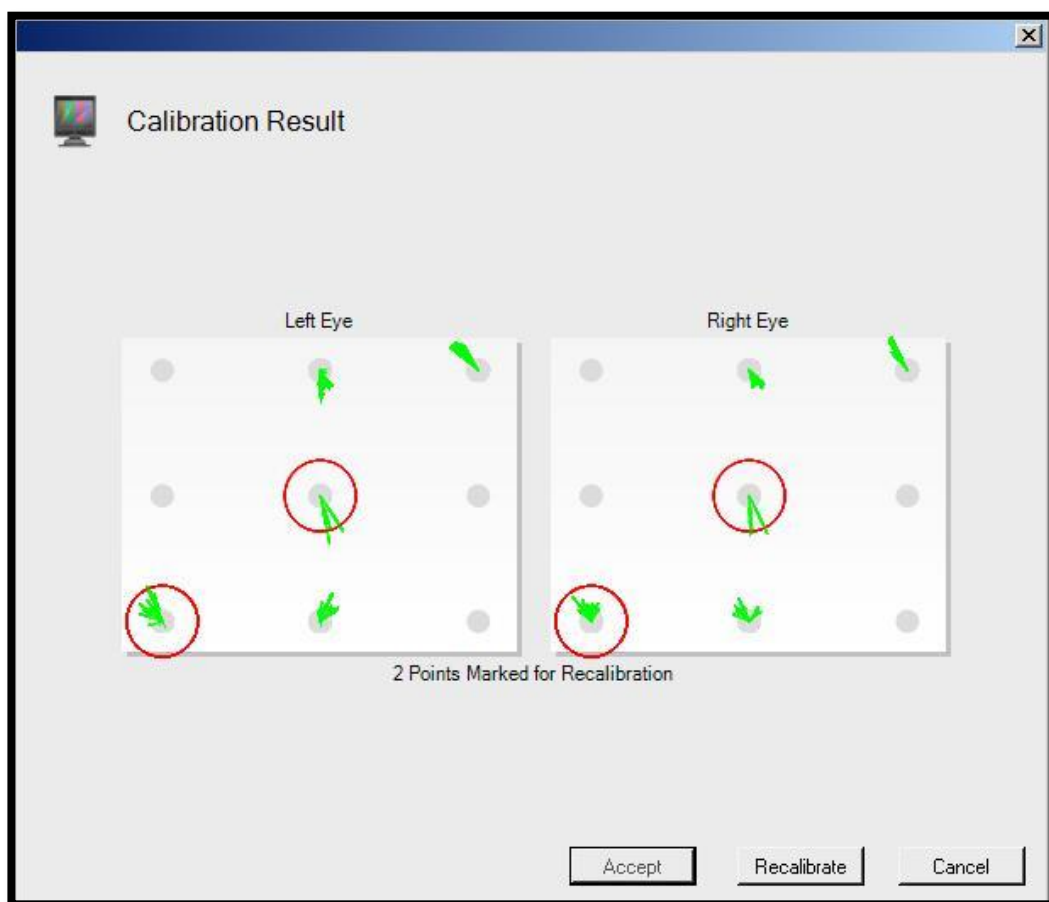 Calibration Result
Left Eye Right Eye
2 Points Marked for Recalibration
Accept Recalibrate Cancel